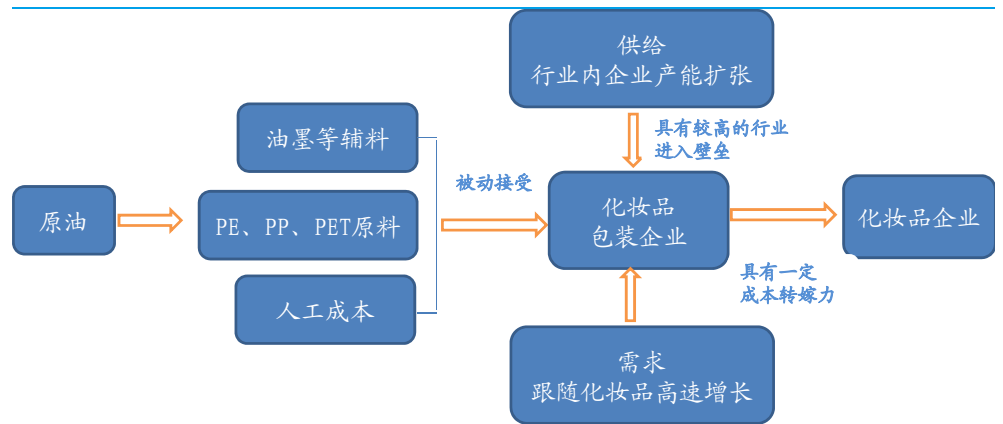 供给
行业内企业产能扩张
油墨等辅料
具有较高的行业
进入壁垒
被动接受
原油
PE、PP、PET原料
化妆品
包装企业
化妆品企业
具有一定
成本转嫁力
人工成本
需求
跟随化妆品高速增长